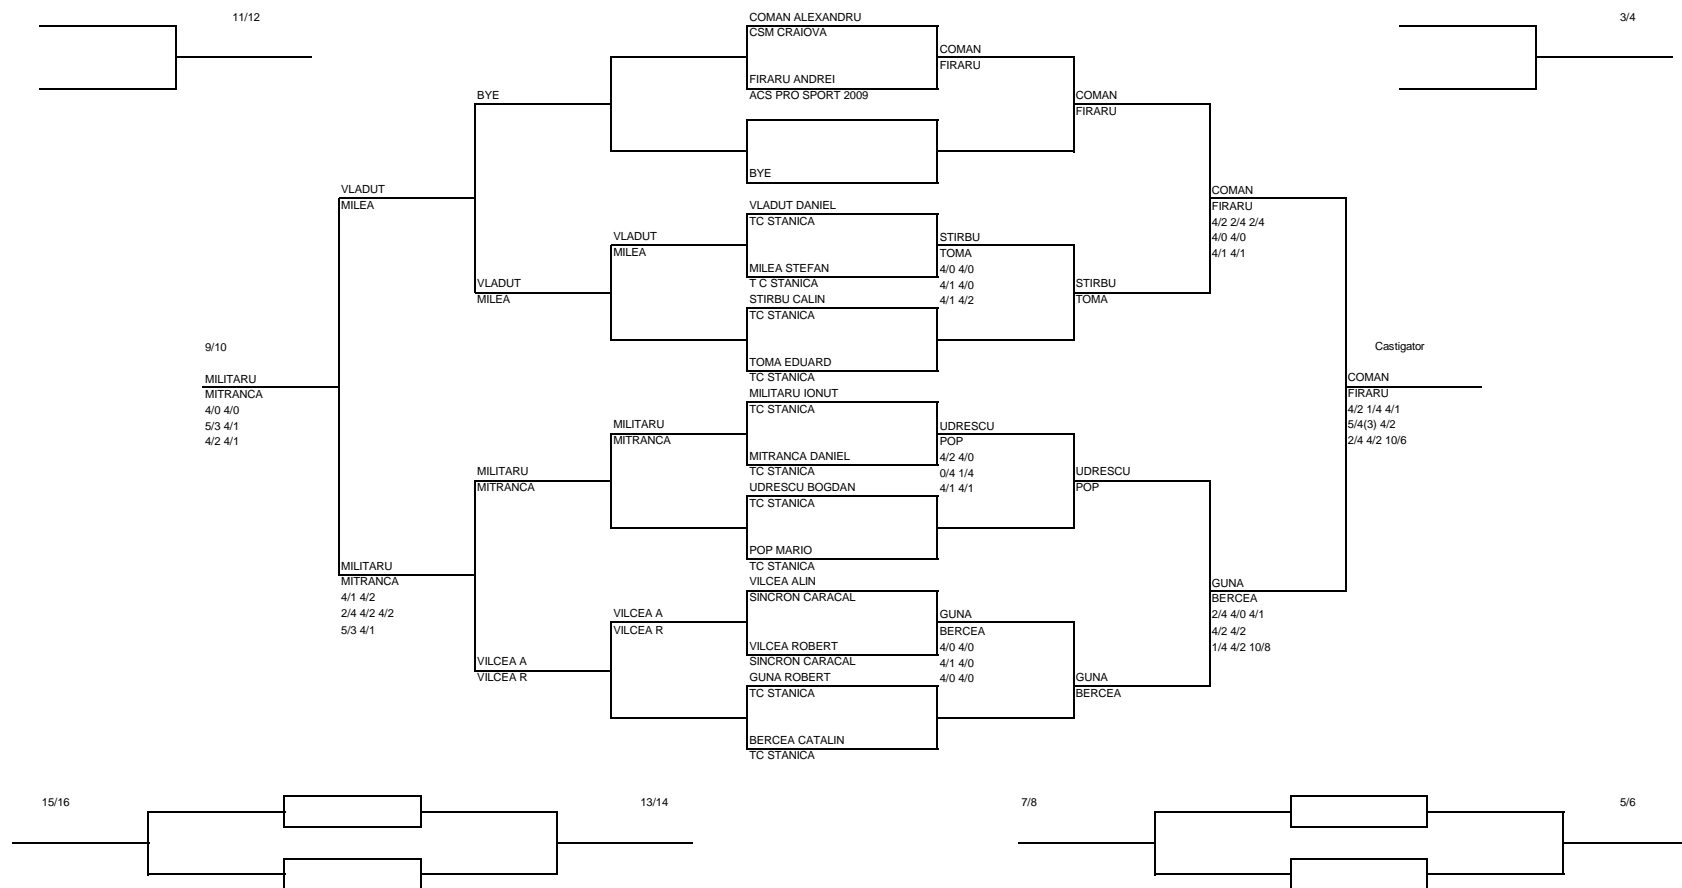 11/12
COMAN ALEXANDRU
3/4
CSM CRAIOVA
COMAN
FIRARU
FIRARU ANDREI
ACS PRO SPORT 2009
BYE
COMAN
FIRARU
BYE
VLADUT
MILEA
COMAN
FIRARU
4/2 2/4 2/4
4/0 4/0
4/1 4/1
VLADUT DANIEL
TC STANICA
VLADUT
MILEA
STIRBU
TOMA
4/0 4/0
4/1 4/0
4/1 4/2
MILEA STEFAN
T C STANICA
VLADUT
MILEA
STIRBU
TOMA
STIRBU CALIN
TC STANICA
9/10
Castigator
TOMA EDUARD
TC STANICA
MILITARU
MITRANCA
4/0 4/0
5/3 4/1
4/2 4/1
COMAN
FIRARU
4/2 1/4 4/1
5/4(3) 4/2
2/4 4/2 10/6
MILITARU IONUT
TC STANICA
MILITARU
MITRANCA
UDRESCU
POP
4/2 4/0
0/4 1/4
4/1 4/1
MITRANCA DANIEL
TC STANICA
MILITARU
MITRANCA
UDRESCU
POP
UDRESCU BOGDAN
TC STANICA
POP MARIO
TC STANICA
MILITARU
MITRANCA
4/1 4/2
2/4 4/2 4/2
5/3 4/1
GUNA
BERCEA
2/4 4/0 4/1
4/2 4/2
1/4 4/2 10/8
VILCEA ALIN
SINCRON CARACAL
VILCEA A
VILCEA R
GUNA
BERCEA
4/0 4/0
4/1 4/0
4/0 4/0
VILCEA ROBERT
SINCRON CARACAL
VILCEA A
VILCEA R
GUNA
BERCEA
GUNA ROBERT
TC STANICA
BERCEA CATALIN
TC STANICA
15/16
13/14
7/8
5/6